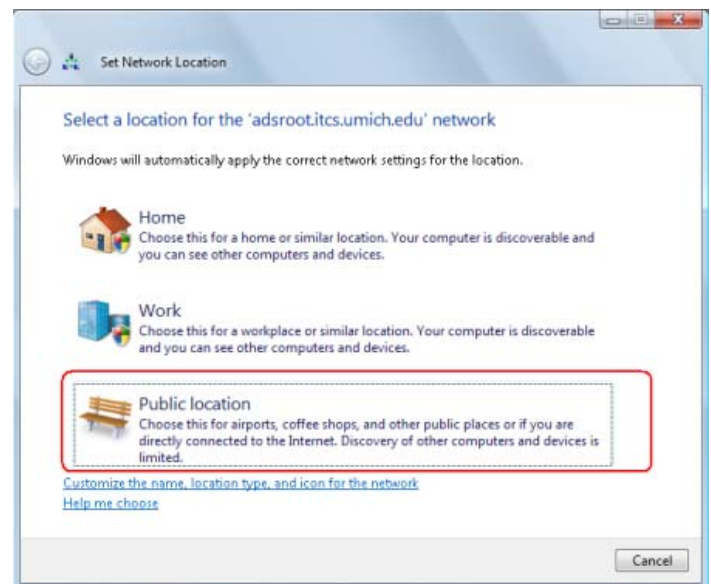 Set Network Location
Select a location for the 'adsroot.itcs.umich.edu' network
Windows will automatically apply the correct network settings for the location.
Home
Choose this for a home or similar location. Your computer is discoverable and
you can see other computers and devices.
Work
Choose this for a workplace or similar location. Your computer is discoverable
and you can see other computers and devices.
Public location
Choose this for airports, coffee shops, and other public places or if you are
directly connected to the Internet. Discovery of other computers and devices is
limited.
Customize the name, location type, and icon for the network
Help me choose
Cancel